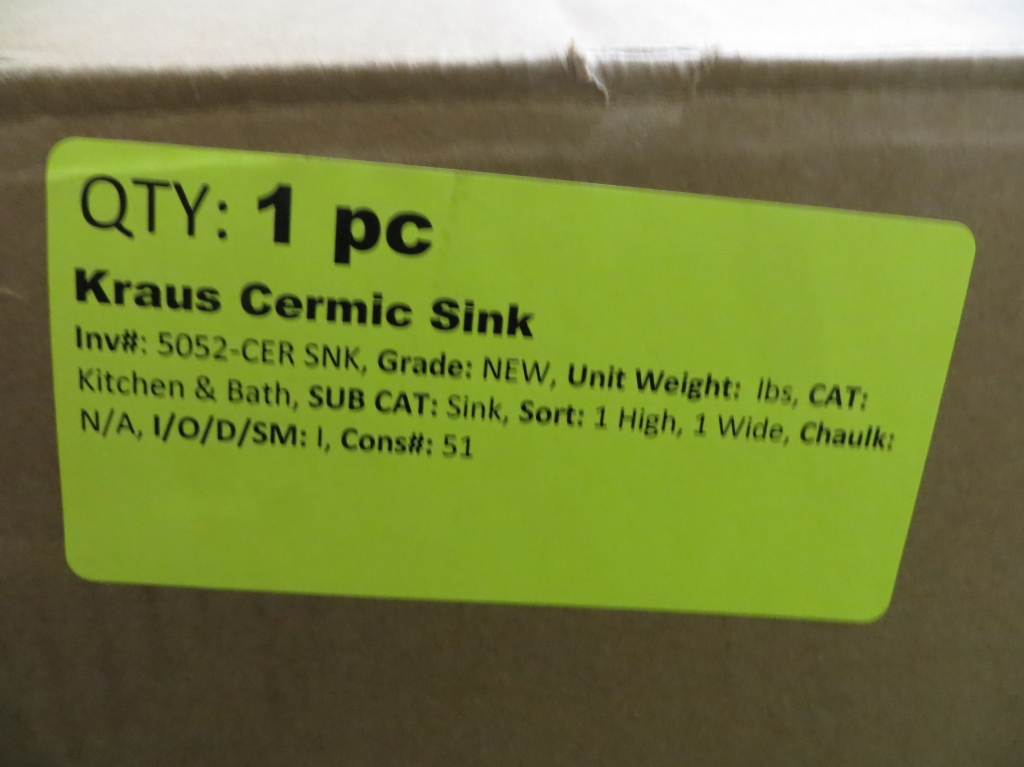 QTY: 1 pc
Kraus Cermic Sink
Inv#: 5052-CER SNK, Grade: NEW, Unit Weight: lbs, CAT:
Kitchen & Bath, SUB CAT: Sink, Sort: 1 High, 1 Wide, Chaulk:
N/A, I/O/D/SM: I, Cons#: 51